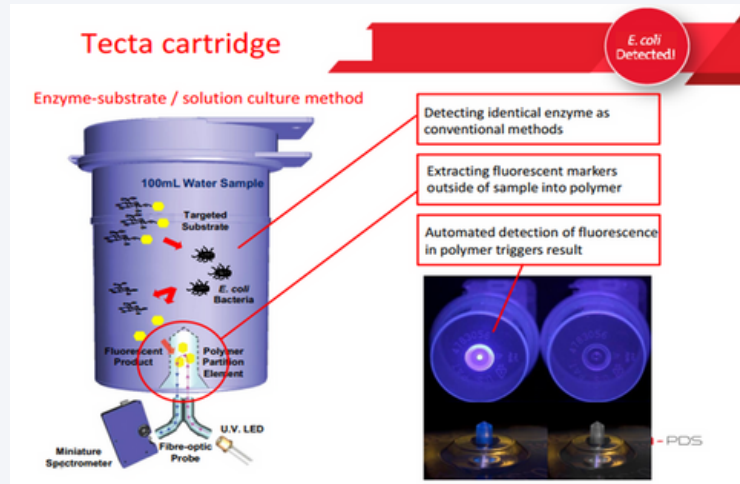 Tecta cartridge
E. coli
Detected!
Enzyme-substrate / solution culture method
100mL Water Sample
Targeted
Substrate
E. coli
Bacteria
Fluorescent
Product
Polymer
Partition
Element
U.V. LED
Fibre-optic
Probe
Miniature
Spectrometer
Detecting identical enzyme as
conventional methods
Extracting fluorescent markers
outside of sample into polymer
Automated detection of fluorescence
in polymer triggers result
PDS